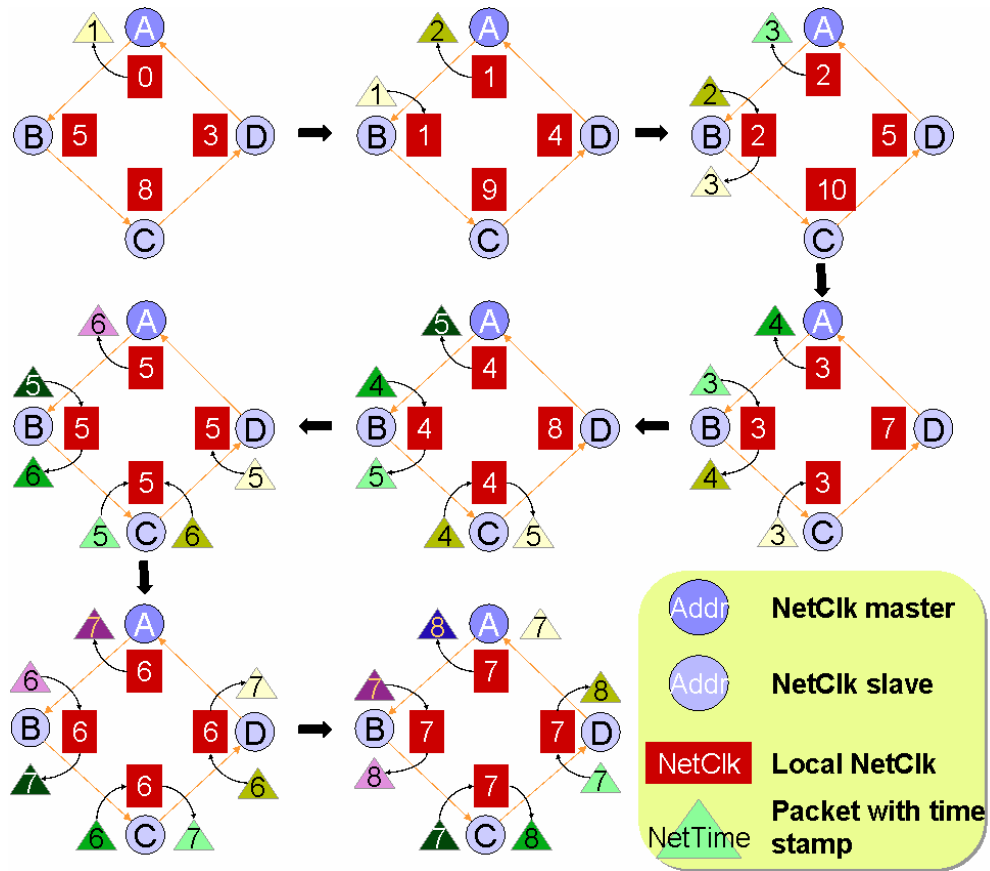 1 A 2 A 3 A
0 1 2
1 2
B 5 3 D B 1 4 D B 2 5 D
3
8 9 10
C C C
6 A 5 A 4 A
5 4 3
5 4 3
B 5 5 D B 4 8 D B 3 7 D
6 5 5 4
5 4 3
5 C 6 4 C 5 3 C
7 A 8 A 7
6 7
6 7 7 8
B 6 6 D B 7 7 D
7 6 8 7
6 7
6 C 7 7 C 8
Addr NetClk master
Addr NetClk slave
NetClk Local NetClk
NetTime Packet with time
stamp